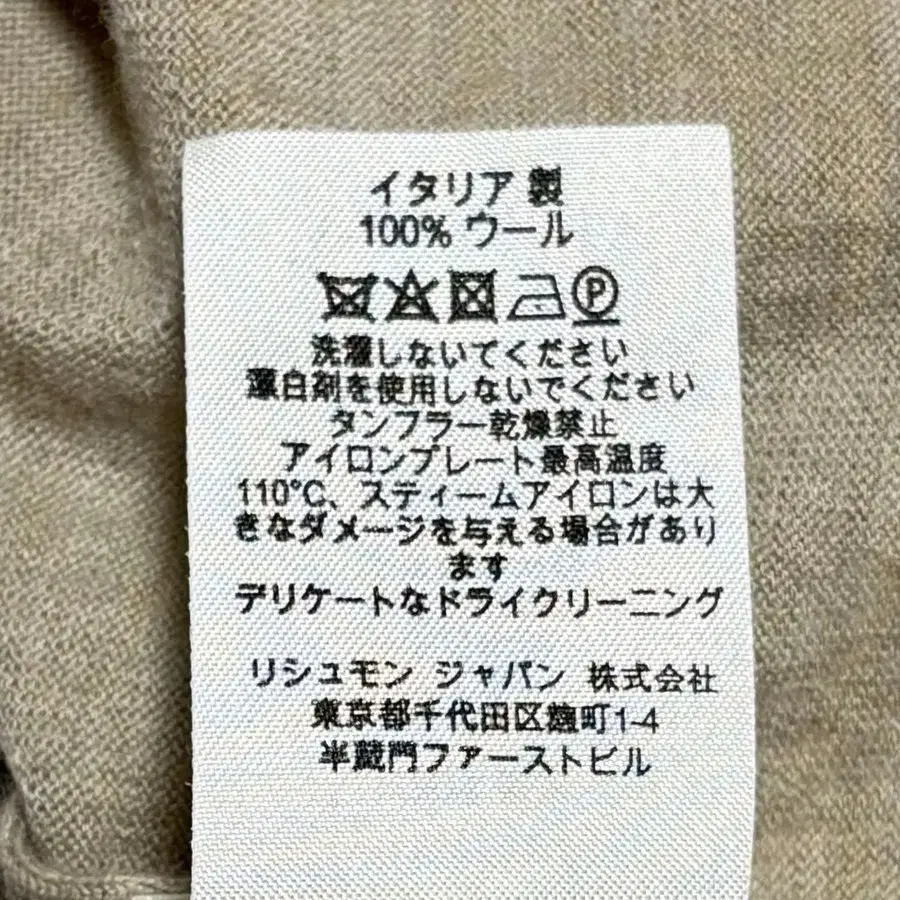 イタリア 製
100% ウール
P
洗濯しないてください
漂白剤を使用しないでください
タンフラー乾燥禁止
アイロンプレート最高温度
110°C、スティームアイロンは大
きなダメージを与える場合があり
ます
デリケートなドライクリーニング
リシュモン ジャパン 株式会社
東京都千代田区麹町1-4
半蔵門ファーストビル